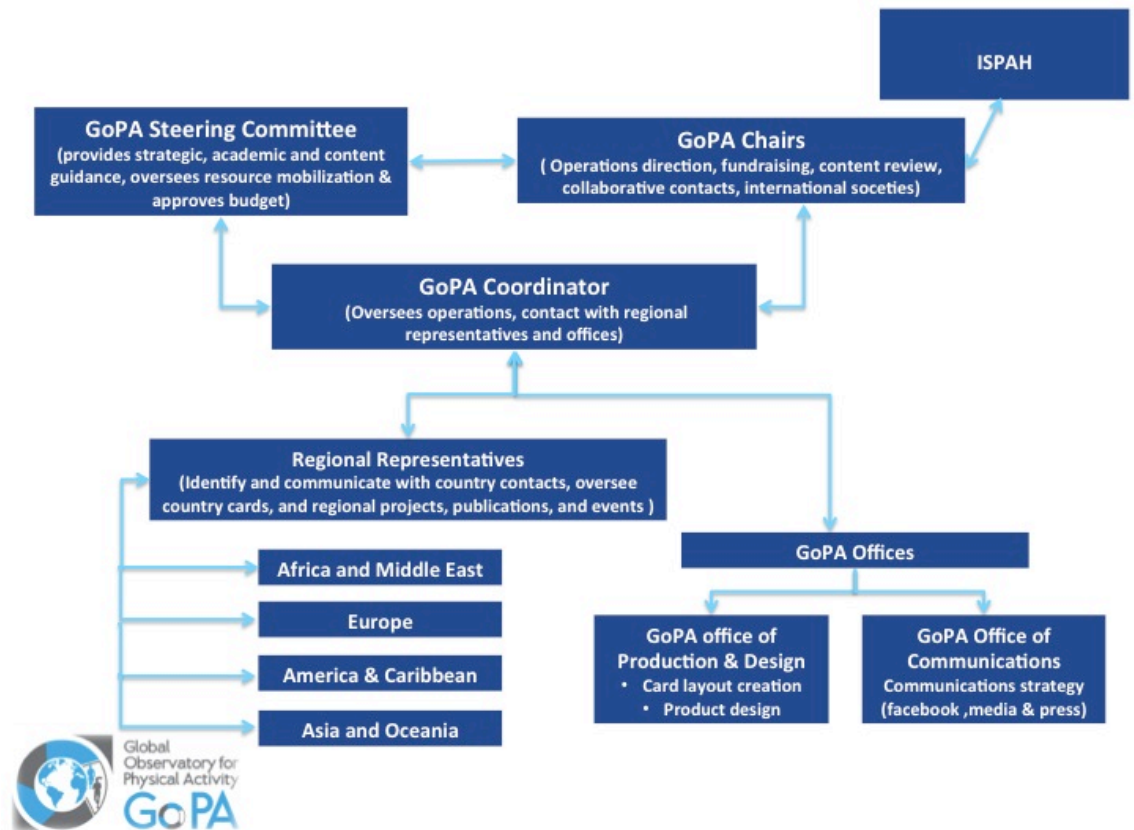 ISPAH
GoPA Steering Committee
(provides strategic, academic and content
guidance, oversees resource mobilization &
approves budget)
GoPA Chairs
( Operations direction, fundraising, content review,
collaborative contacts, international soceties)
GoPA Coordinator
(Oversees operations, contact with regional
representatives and offices)
Regional Representatives
(Identify and communicate with country contacts, oversee
country cards, and regional projects, publications, and events )
Africa and Middle East
Europe
America & Caribbean
Asia and Oceania
GoPA Offices
GoPA office of
Production & Design
• Card layout creation
• Product design
GoPA Office of
Communications
Communications strategy
(facebook ,media & press)
Global
Observatory for
Physical Activity
GoPA